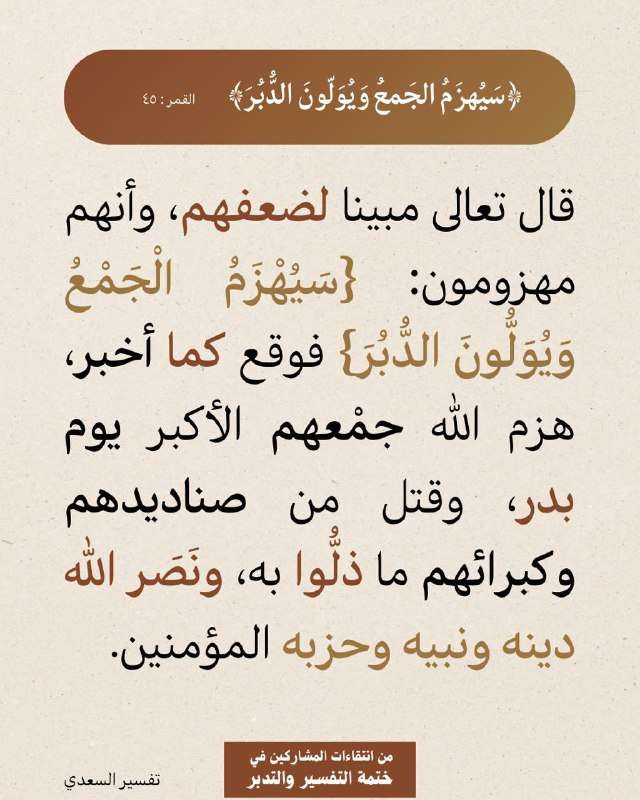 ﴿سَيُهزَمُ الجَمعُ وَيُوَلّونَ الدُّبُرَ﴾ القمر: ٤٥
قال تعالى مبينا لضعفهم، وأنهم
مهزومون: {سَيُهْزَمُ الْجَمْعُ
وَيُوَلُّونَ الدُّبُرَ} فوقع كما أخبر،
هزم الله جمْعهم الأكبر يوم
بدر، وقتل من صناديدهم
وكبرائهم ما ذلُّوا به، ونَصَر الله
دينه ونبيه وحزبه المؤمنين.
من انتقاءات المشاركين في
ختمة التفسير والتدبر
تفسير السعدي